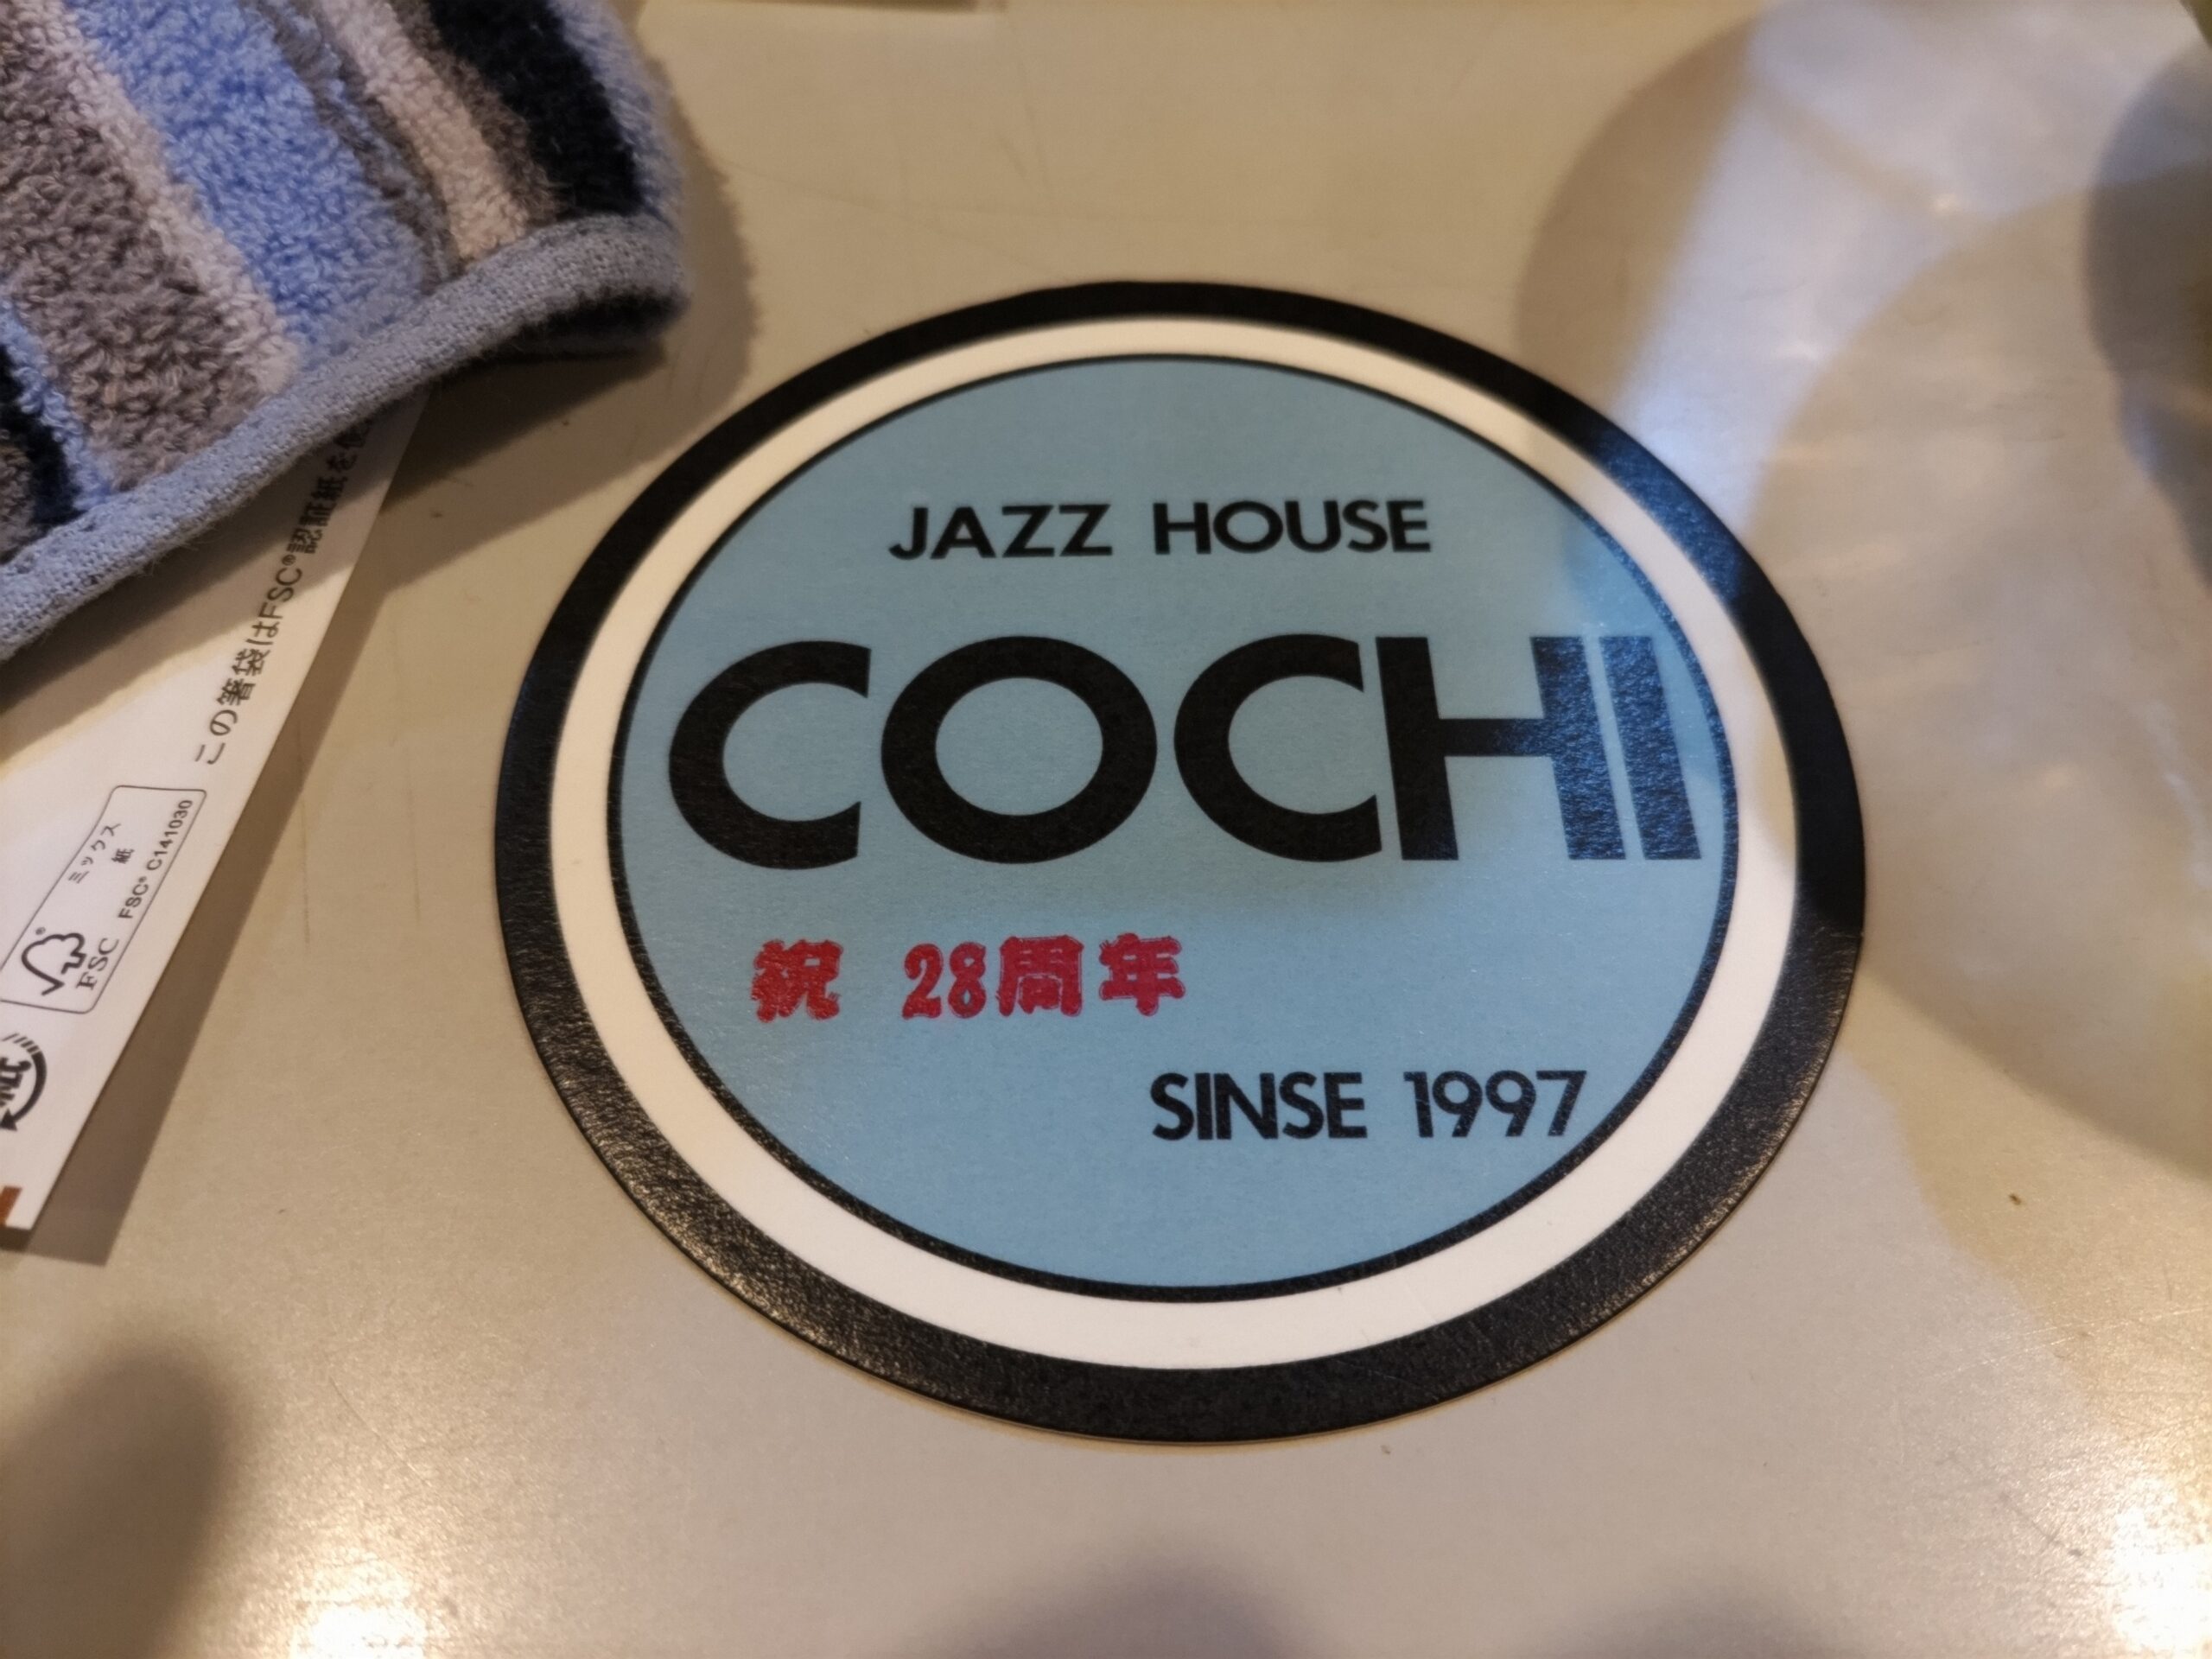 JAZZ HOUSE
COCHI
祝 28周年
SINSE 1997
この箸袋はFSC®認証紙を使
ミックス
紙
FSC® C141030
FSC